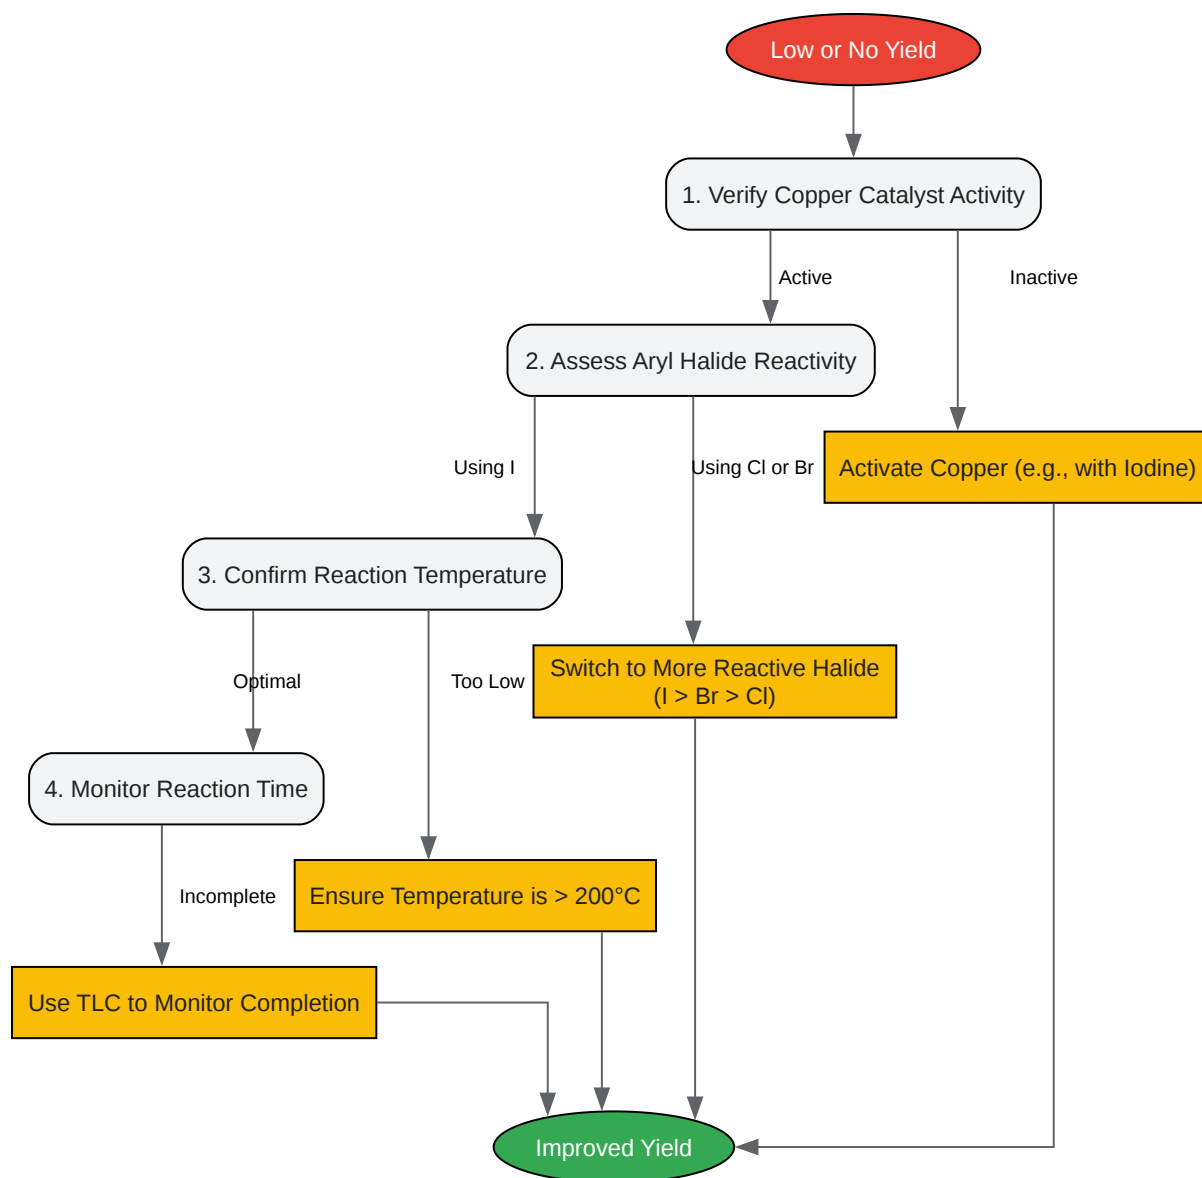 Low or No Yield
1. Verify Copper Catalyst Activity
Active
Inactive
2. Assess Aryl Halide Reactivity
Using I
Using Cl or Br
Activate Copper (e.g., with Iodine)
3. Confirm Reaction Temperature
Optimal
Too Low
Switch to More Reactive Halide
(I > Br > Cl)
4. Monitor Reaction Time
Incomplete
Ensure Temperature is > 200°C
Use TLC to Monitor Completion
Improved Yield